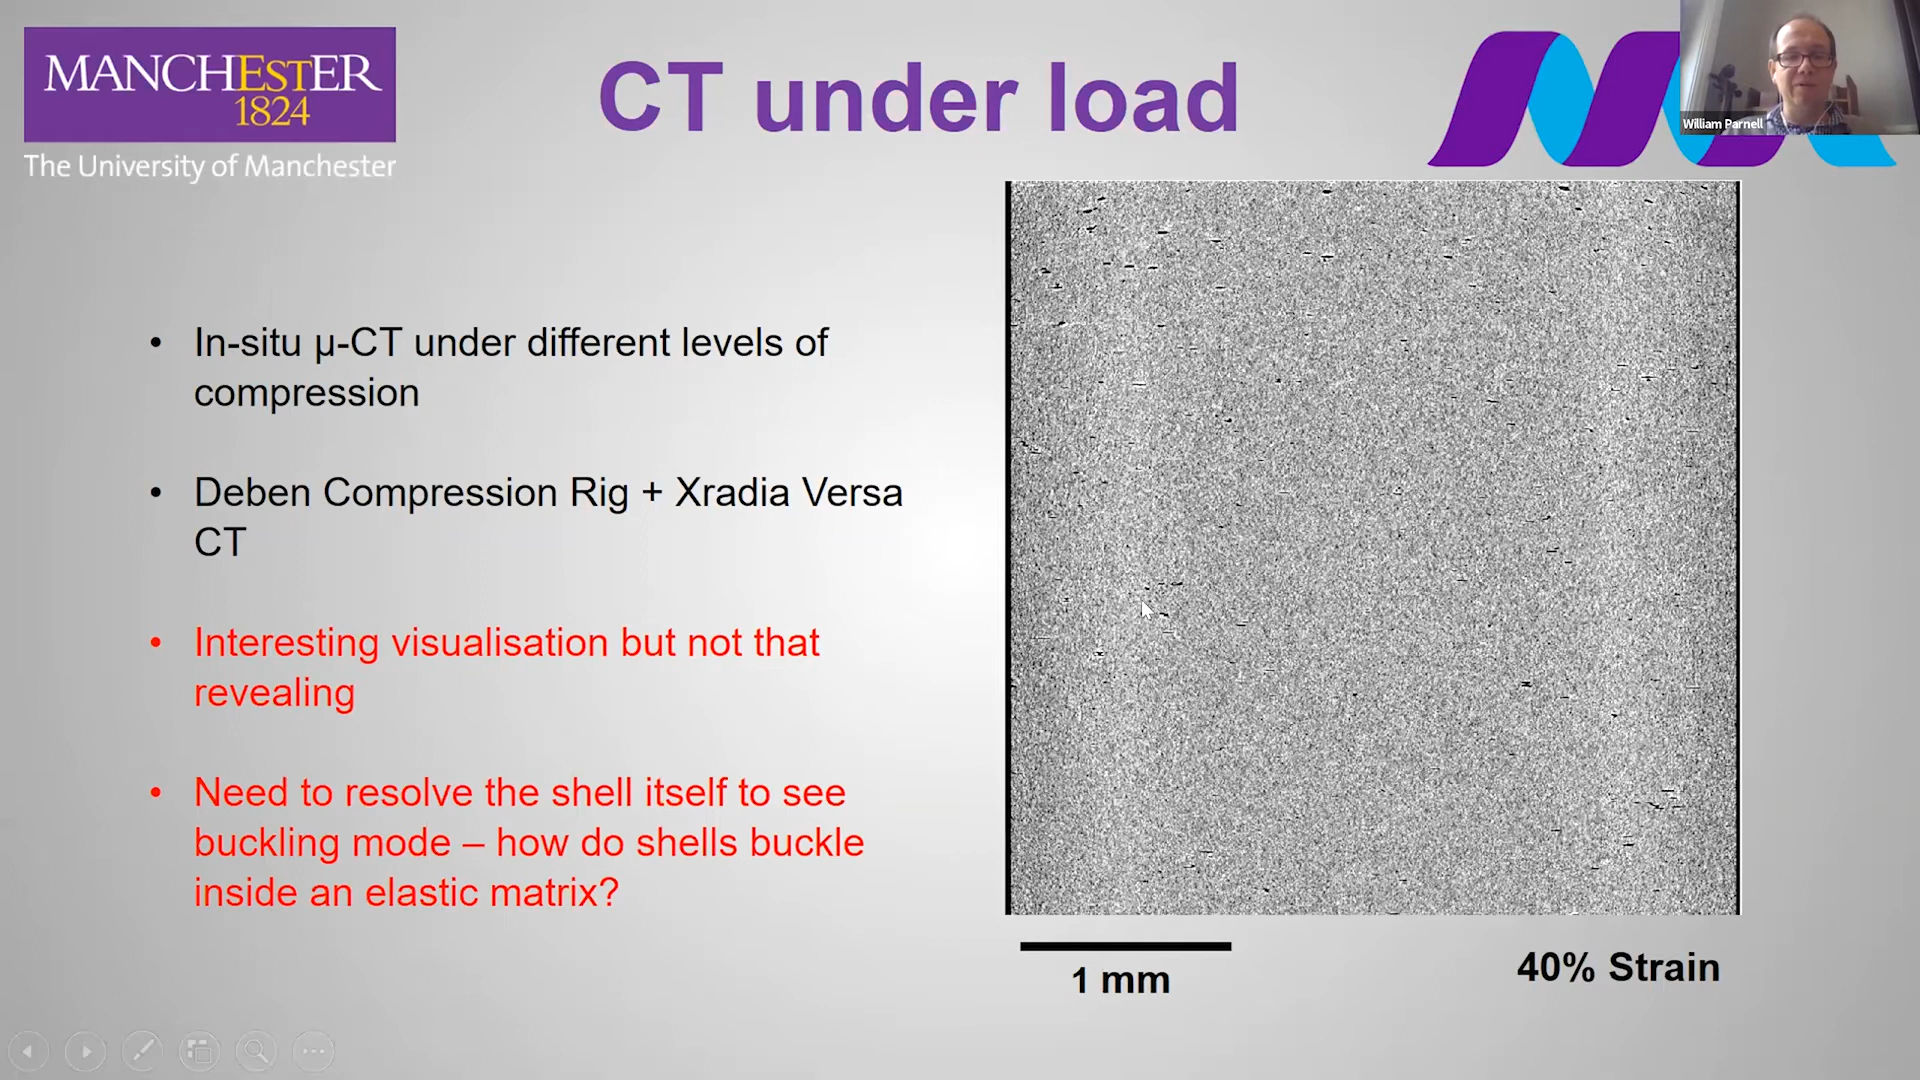 MANCHESTER
1824
The University of Manchester
CT under load
William Parnell
• In-situ μ-CT under different levels of
compression
• Deben Compression Rig + Xradia Versa
CT
• Interesting visualisation but not that
revealing
• Need to resolve the shell itself to see
buckling mode – how do shells buckle
inside an elastic matrix?
1 mm
40% Strain